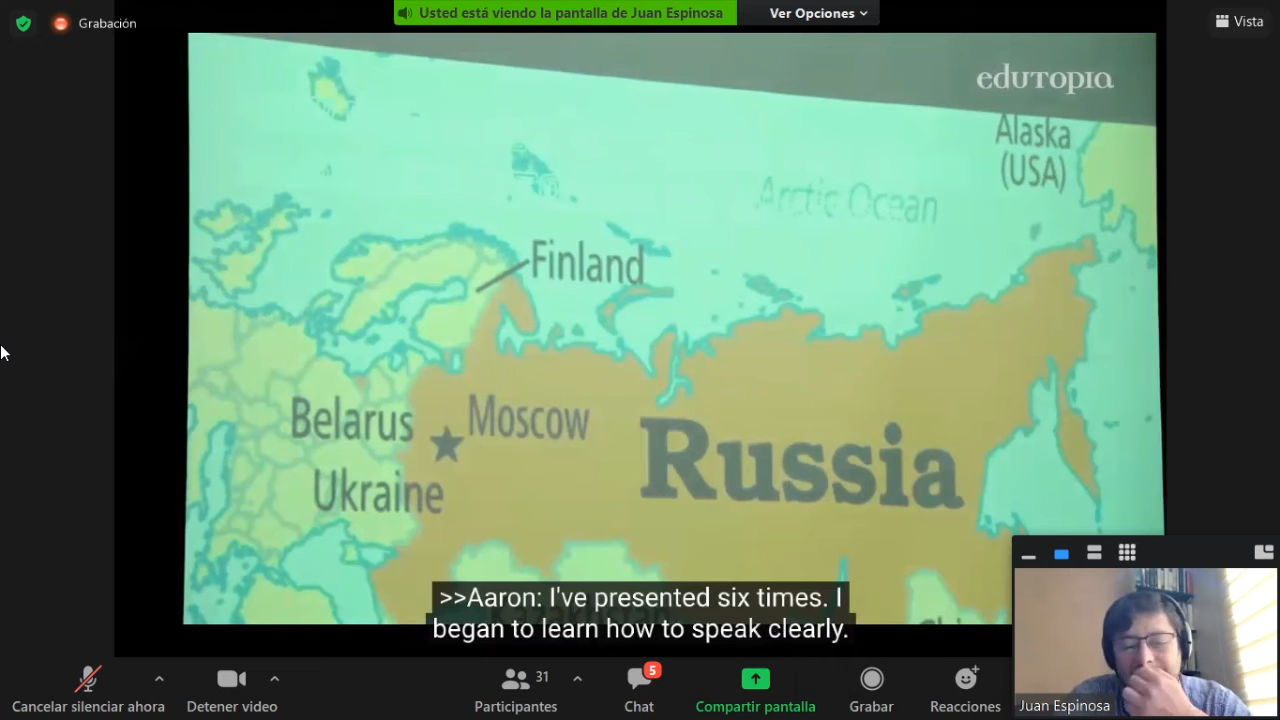 Grabación
Usted está viendo la pantalla de Juan Espinosa
Ver Opciones
Vista
edutopia
Alaska
(USA)
Arctic Ocean
Finland
Belarus
Moscow
Russia
Ukraine
>>Aaron: I've presented six times. I
began to learn how to speak clearly.
Juan Espinosa
Cancelar silenciar ahora
Detener video
Participantes
31
Chat
5
Compartir pantalla
Grabar
Reacciones